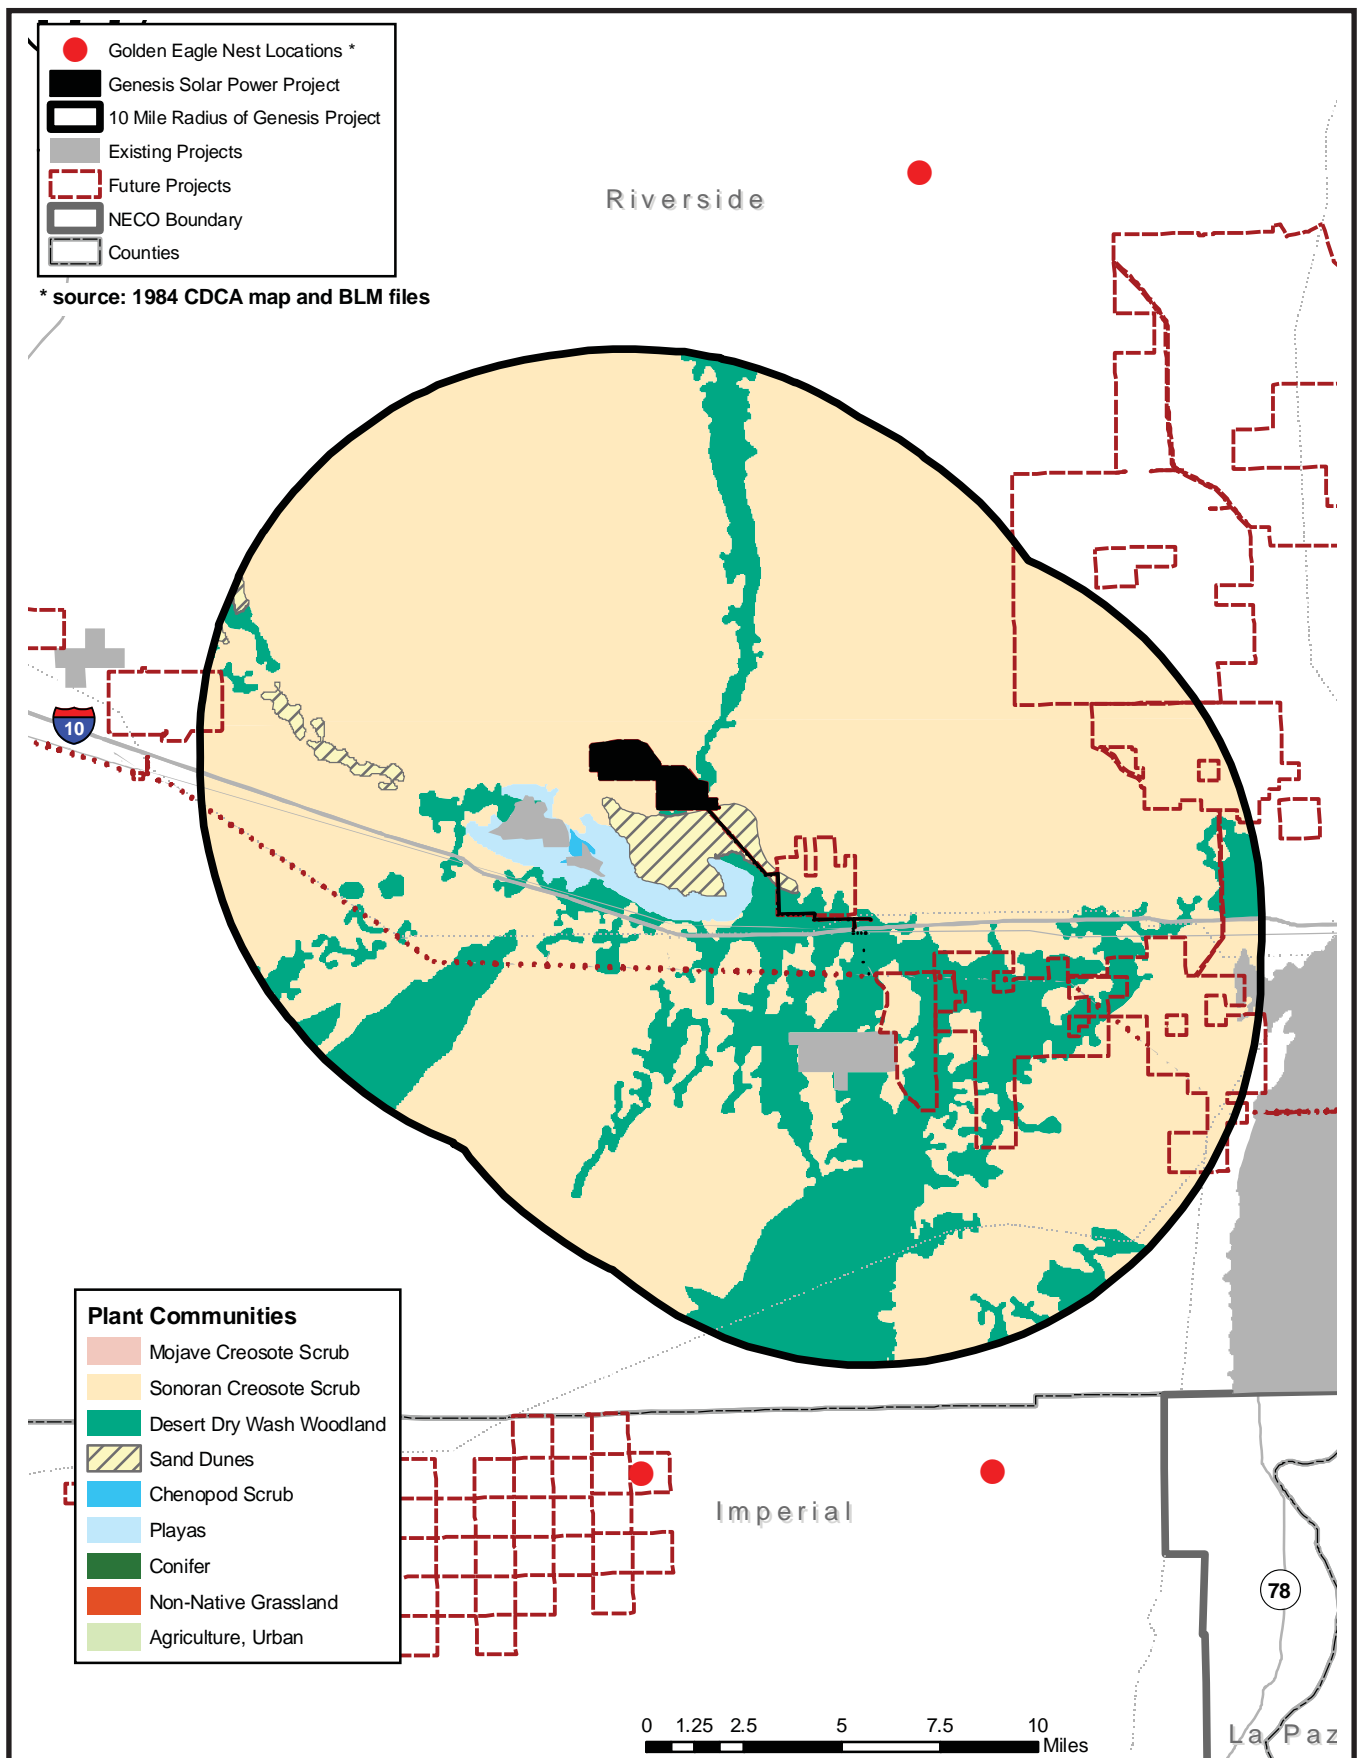 Golden Eagle Nest Locations *
Genesis Solar Power Project
10 Mile Radius of Genesis Project
Existing Projects
Future Projects
NECO Boundary
Counties
* source: 1984 CDCA map and BLM files
Riverside
10
Plant Communities
Mojave Creosote Scrub
Sonoran Creosote Scrub
Desert Dry Wash Woodland
Sand Dunes
Chenopod Scrub
Playas
Conifer
Non-Native Grassland
Agriculture, Urban
Imperial
78
La Paz
0 1.25 2.5 5 7.5 10
Miles